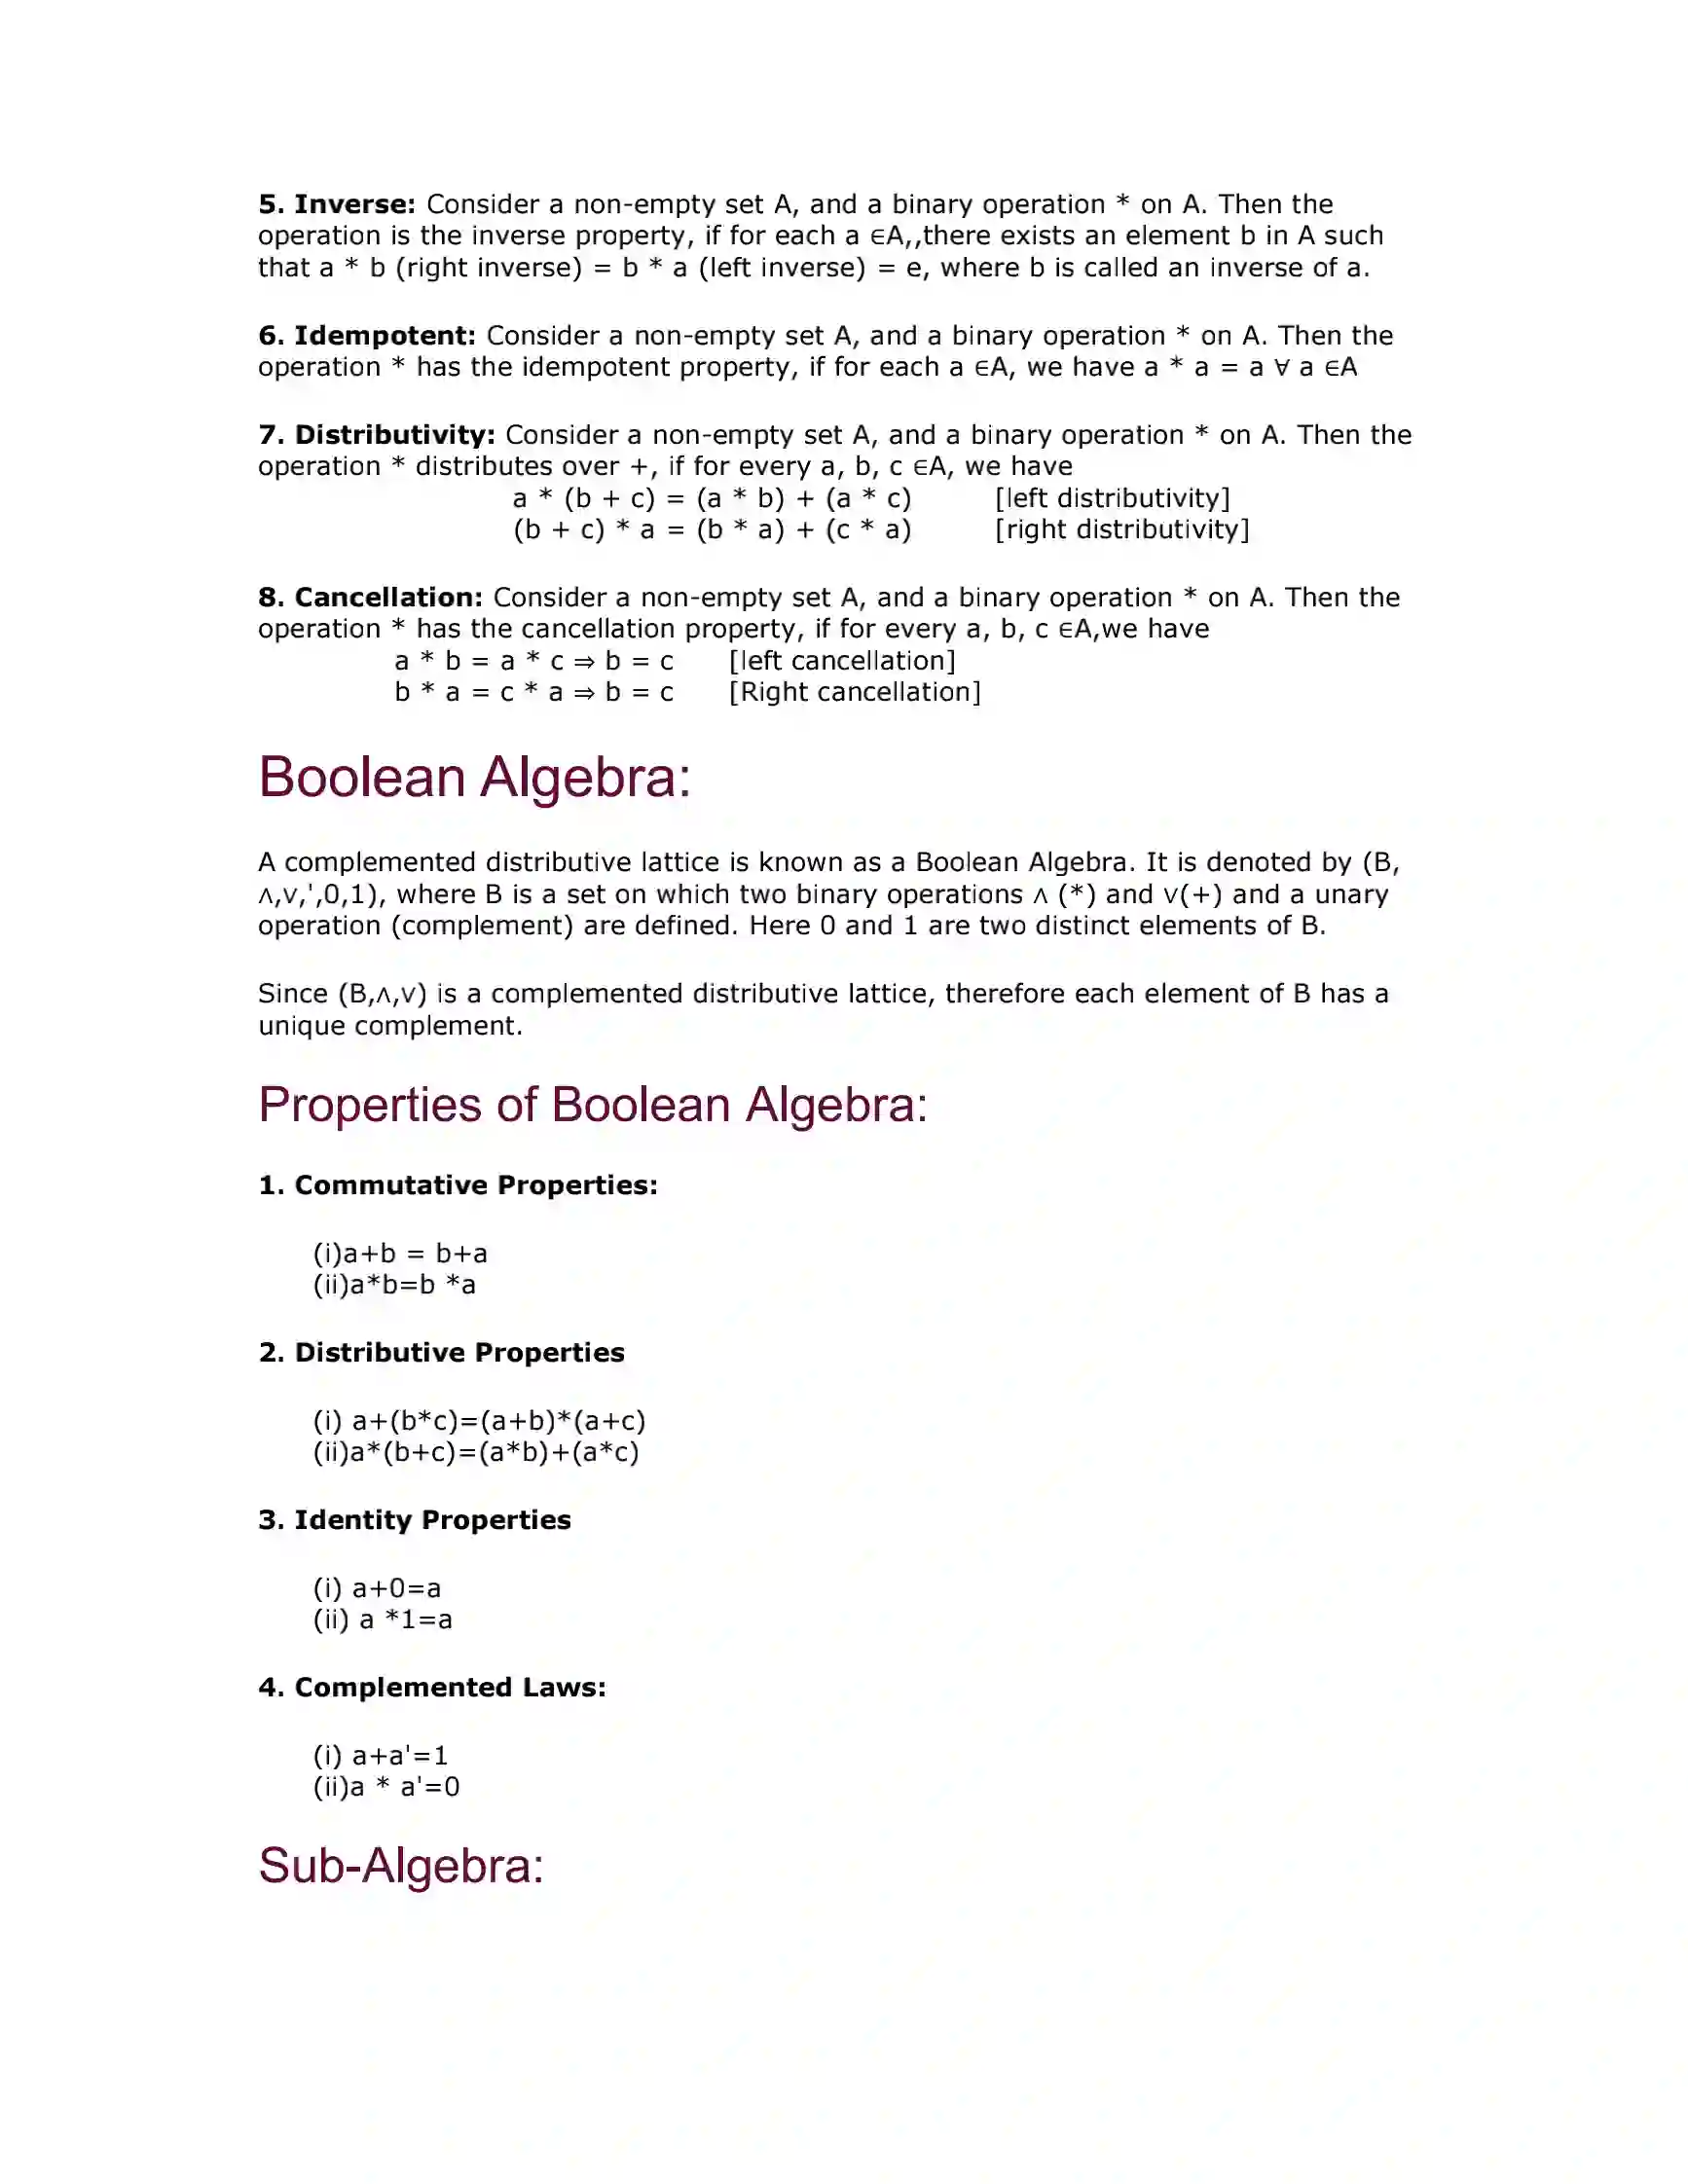 5. Inverse: Consider a non-empty set A, and a binary operation * on A. Then the
operation is the inverse property, if for each a ∈A,,there exists an element b in A such
that a * b (right inverse) = b * a (left inverse) = e, where b is called an inverse of a.
6. Idempotent: Consider a non-empty set A, and a binary operation * on A. Then the
operation * has the idempotent property, if for each a ∈A, we have a * a = a ∀ a ∈A
7. Distributivity: Consider a non-empty set A, and a binary operation * on A. Then the
operation * distributes over +, if for every a, b, c ∈A, we have
a * (b + c) = (a * b) + (a * c) [left distributivity]
(b + c) * a = (b * a) + (c * a) [right distributivity]
8. Cancellation: Consider a non-empty set A, and a binary operation * on A. Then the
operation * has the cancellation property, if for every a, b, c ∈A,we have
a * b = a * c ⇒ b = c [left cancellation]
b * a = c * a ⇒ b = c [Right cancellation]
Boolean Algebra:
A complemented distributive lattice is known as a Boolean Algebra. It is denoted by (B,
∧,∨,',0,1), where B is a set on which two binary operations ∧ (*) and ∨(+) and a unary
operation (complement) are defined. Here 0 and 1 are two distinct elements of B.
Since (B,∧,∨) is a complemented distributive lattice, therefore each element of B has a
unique complement.
Properties of Boolean Algebra:
1. Commutative Properties:
(i)a+b = b+a
(ii)a*b=b *a
2. Distributive Properties
(i) a+(b*c)=(a+b)*(a+c)
(ii)a*(b+c)=(a*b)+(a*c)
3. Identity Properties
(i) a+0=a
(ii) a *1=a
4. Complemented Laws:
(i) a+a'=1
(ii)a * a'=0
Sub-Algebra: